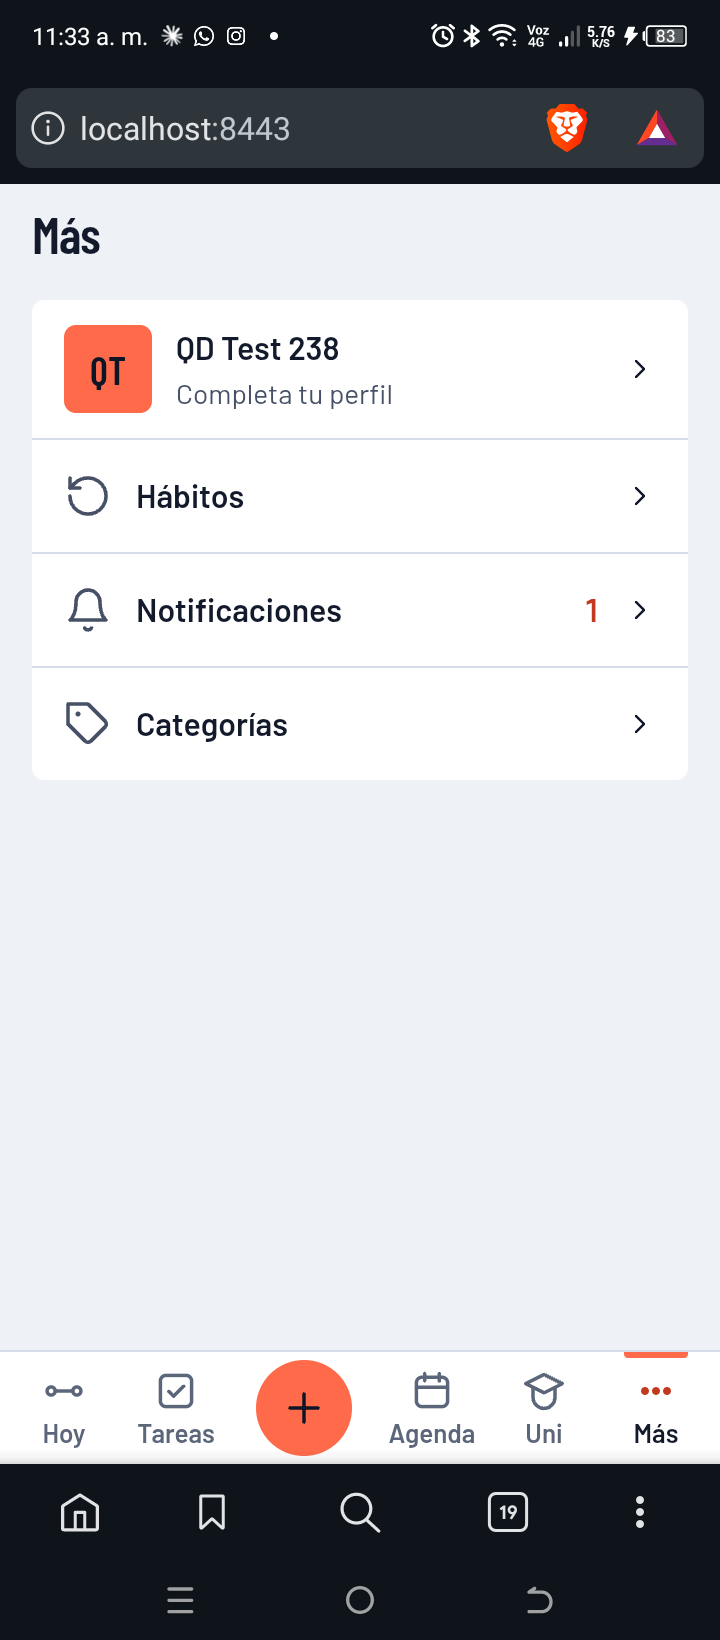 11:33 a. m.
Voz 4G
5.76 K/S
83
localhost:8443
Más
QT
QD Test 238
Completa tu perfil
Hábitos
Notificaciones 1
Categorías
Hoy Tareas Agenda Uni Más
19